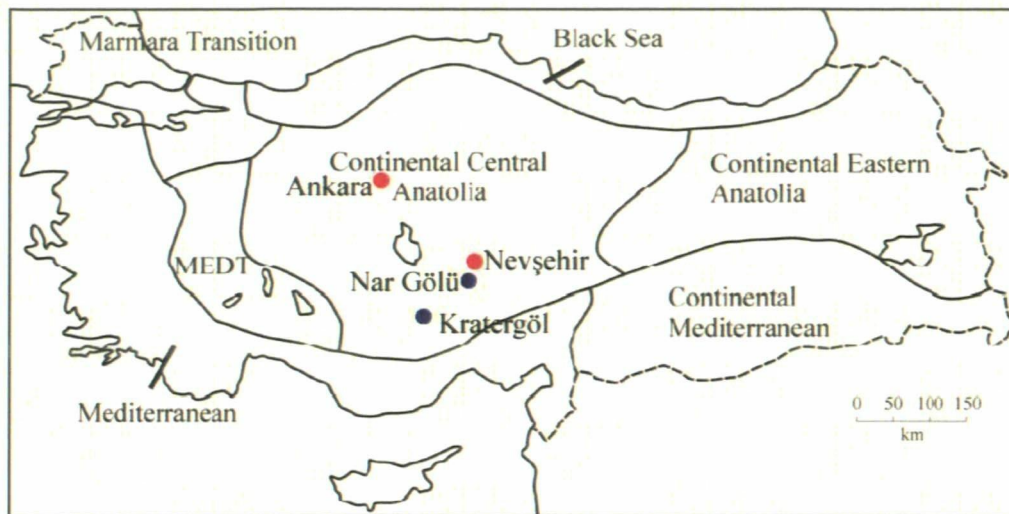 Marmara Transition
Black Sea
Continental Central
Anatolia
Ankara
Continental Eastern
Anatolia
MEDT
Nevşehir
Nar Gölü
Kratergöl
Continental
Mediterranean
Mediterranean
0 50 100 150
km